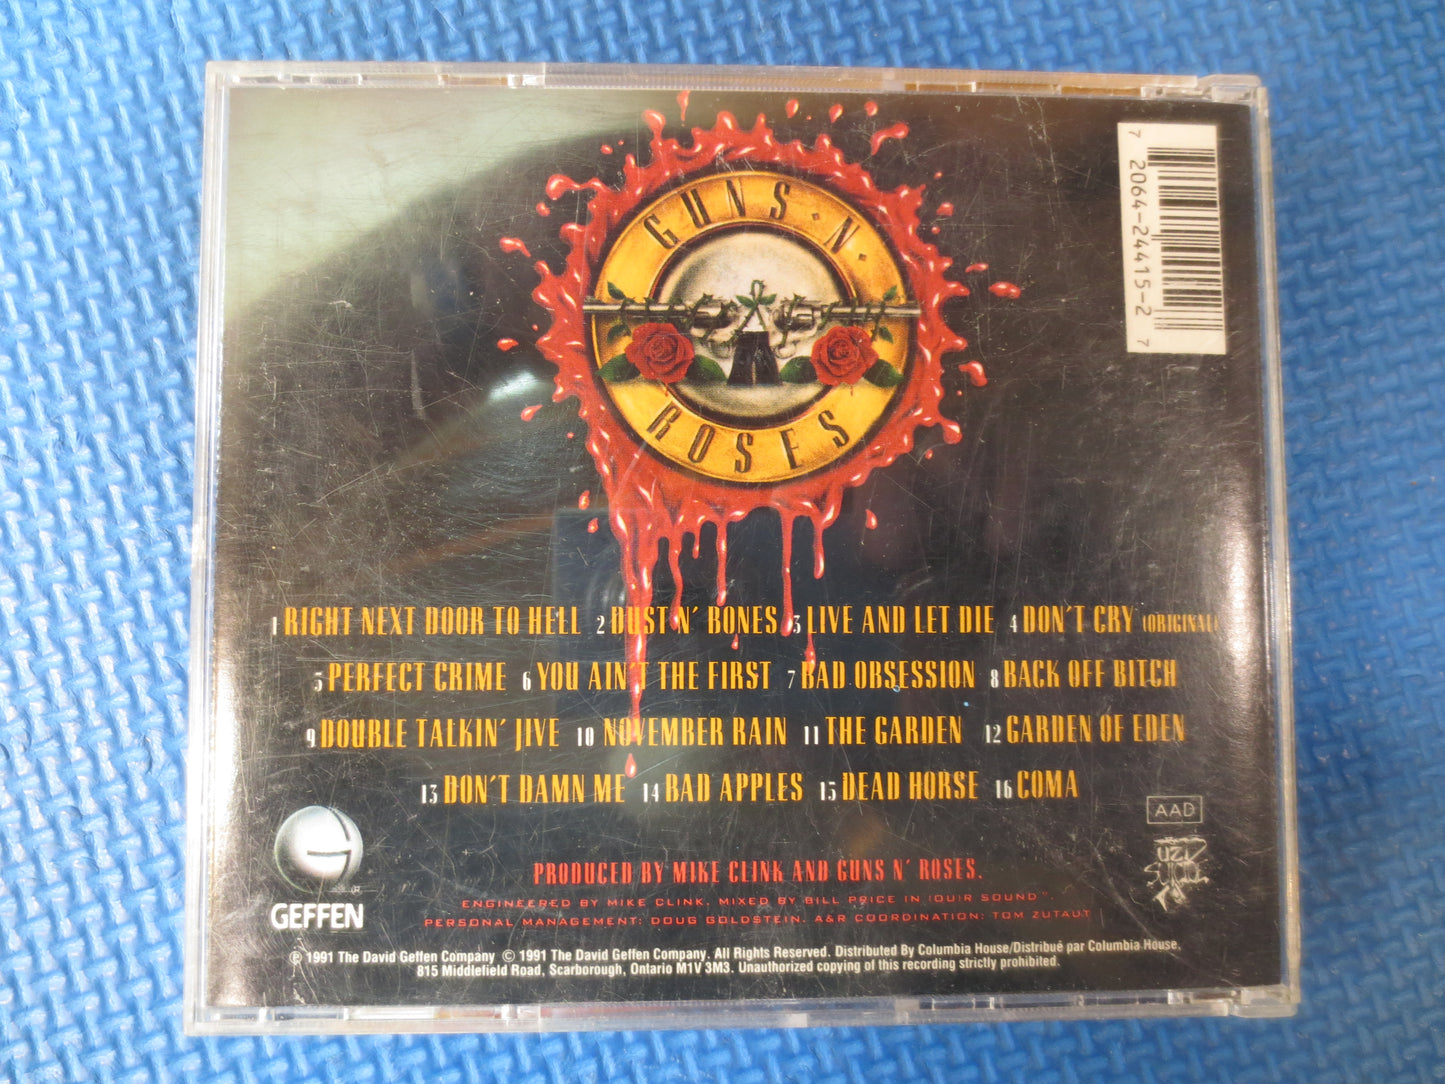 GUNS · N ·
ROSES
7 2064-24415-2 7
1 RIGHT NEXT DOOR TO HELL 2 DUST N' BONES 3 LIVE AND LET DIE 4 DON'T CRY (ORIGINAL)
5 PERFECT CRIME 6 YOU AIN'T THE FIRST 7 BAD OBSESSION 8 BACK OFF BITCH
9 DOUBLE TALKIN' JIVE 10 NOVEMBER RAIN 11 THE GARDEN 12 GARDEN OF EDEN
13 DON'T DAMN ME 14 BAD APPLES 15 DEAD HORSE 16 COMA
AAD
GEFFEN
PRODUCED BY MIKE CLINK AND GUNS N' ROSES.
ENGINEERED BY MIKE CLINK. MIXED BY BILL PRICE IN (OU)R SOUND".
PERSONAL MANAGEMENT: DOUG GOLDSTEIN. A&R COORDINATION: TOM ZUTAUT
℗ 1991 The David Geffen Company © 1991 The David Geffen Company. All Rights Reserved. Distributed By Columbia House/Distribué par Columbia House,
815 Middlefield Road, Scarborough, Ontario M1V 3M3. Unauthorized copying of this recording strictly prohibited.